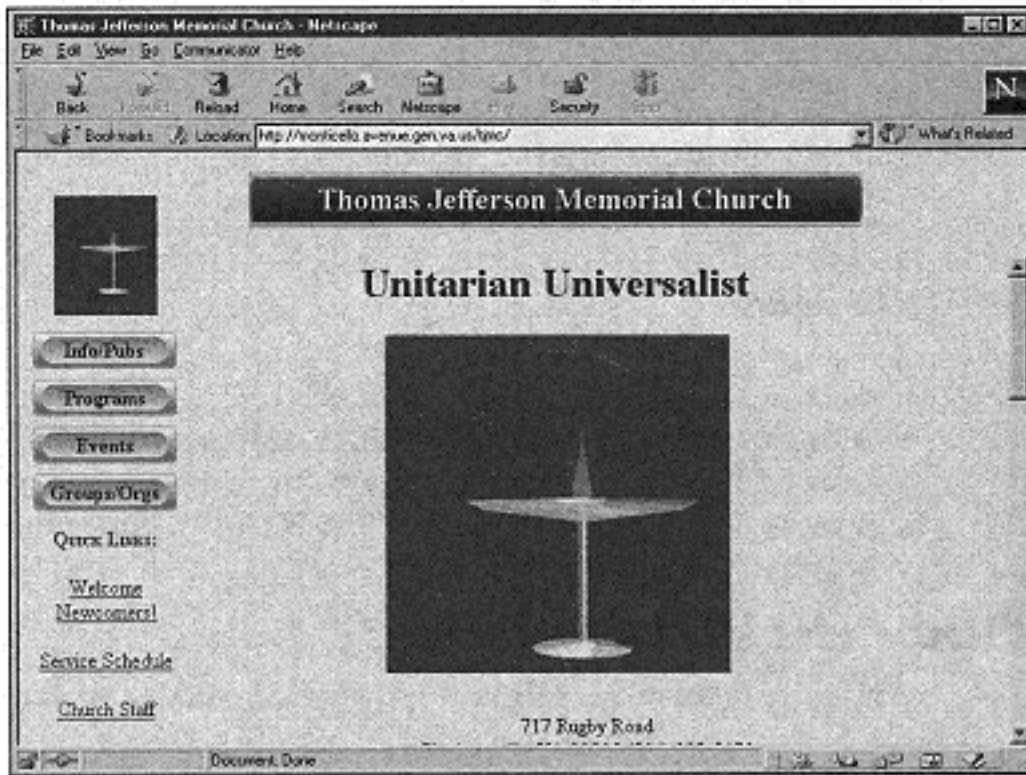 Thomas Jefferson Memorial Church - Netscape
File Edit View Go Communicator Help
Back Forward Reload Home Search Netscape Print Security Stop
N
Bookmarks Location: http://monticello.avenue.gen.va.us/tjmc/ What's Related
Thomas Jefferson Memorial Church
Unitarian Universalist
Info/Pubs
Programs
Events
Groups/Orgs
Quick Links:
Welcome
Newcomers!
Service Schedule
Church Staff
717 Rugby Road
Document: Done